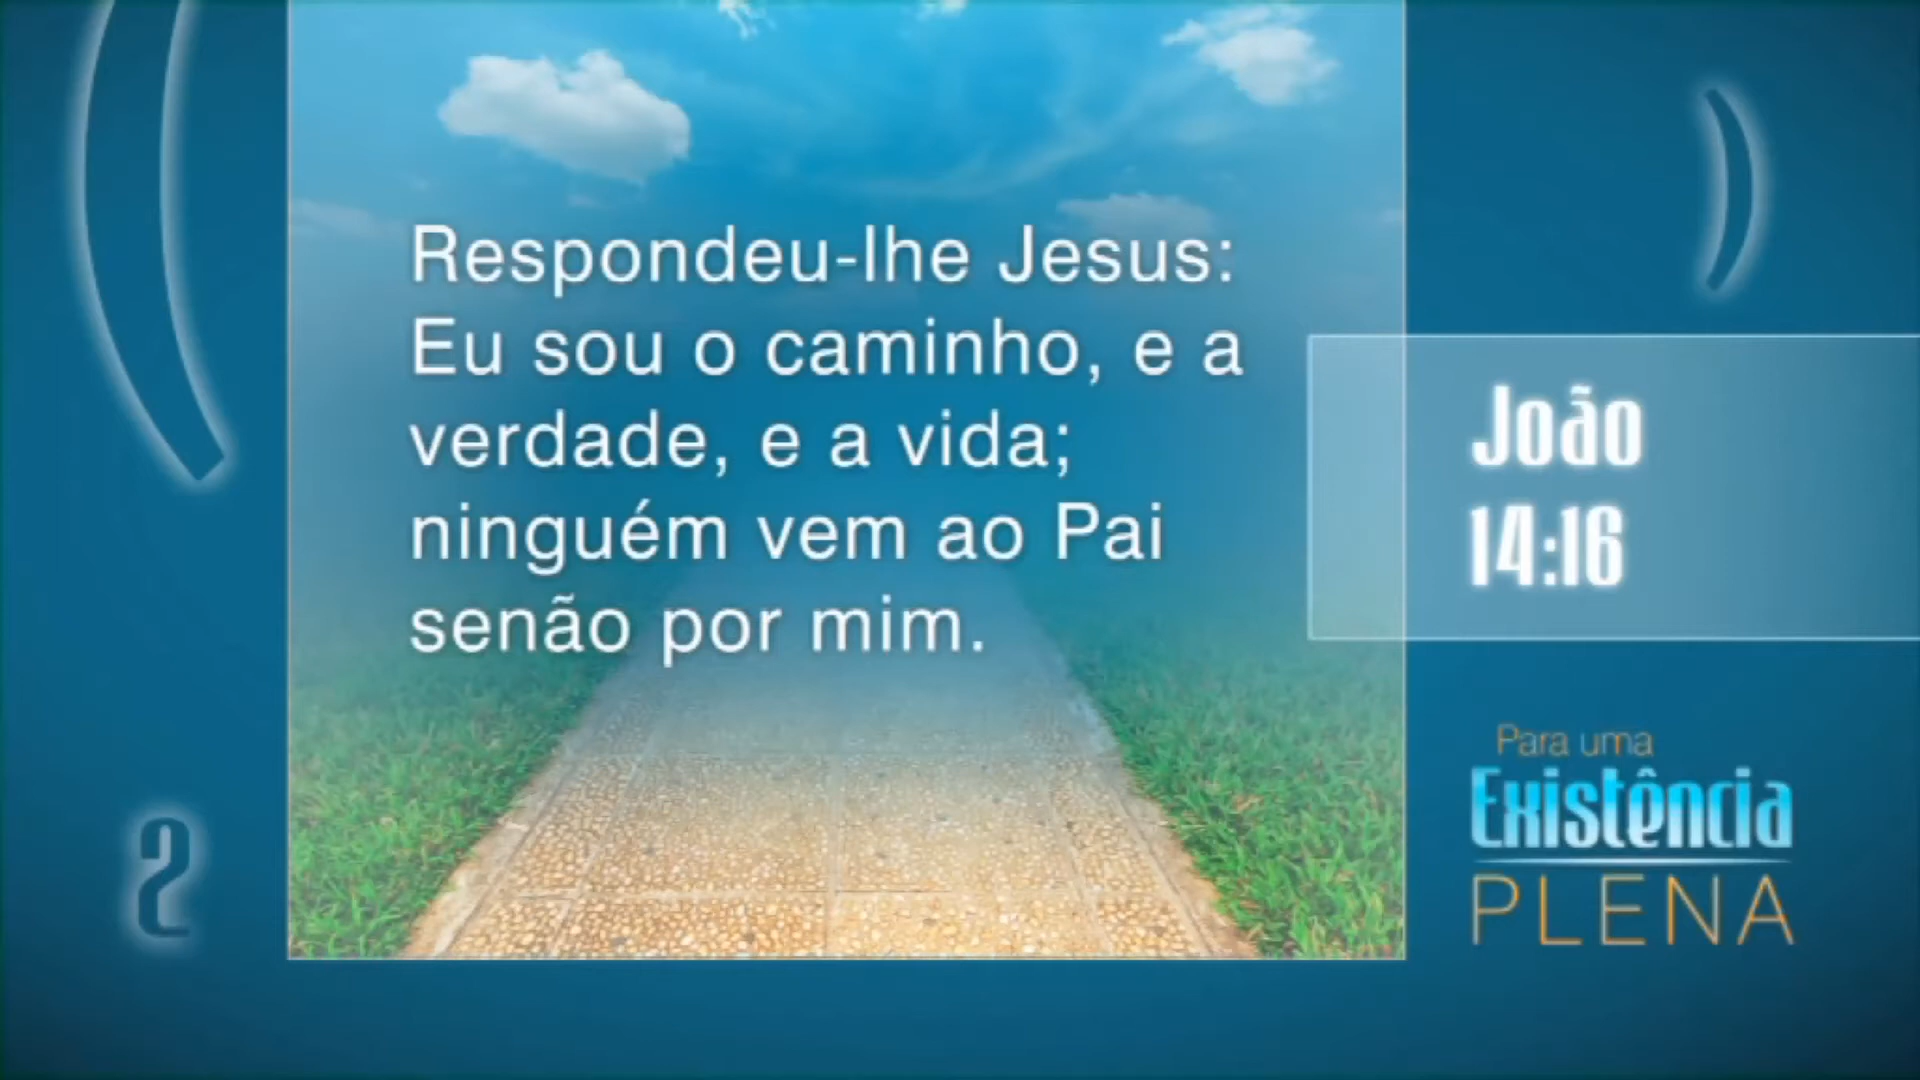 Respondeu-lhe Jesus:
Eu sou o caminho, e a
verdade, e a vida;
ninguém vem ao Pai
senão por mim.
João
14:16
2
Para uma
Existência
PLENA